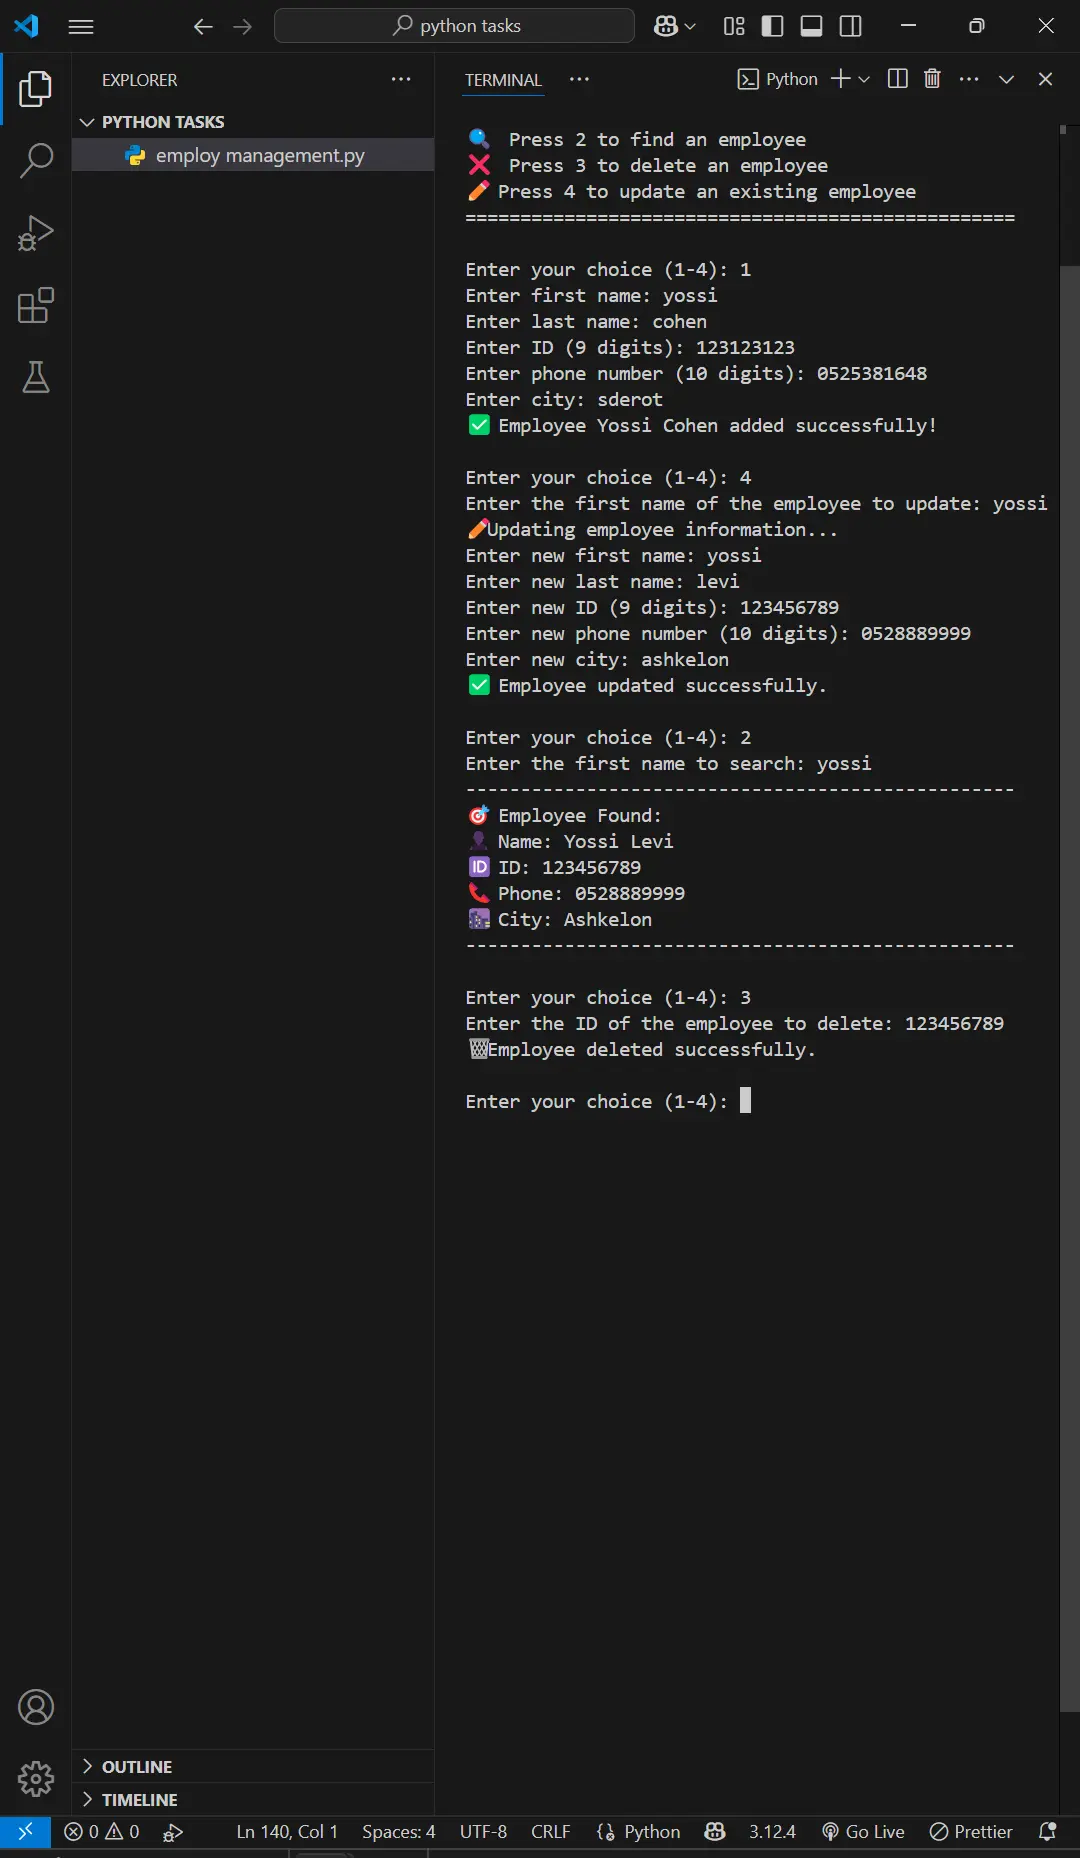 python tasks
EXPLORER
PYTHON TASKS
employ management.py
TERMINAL
Python
Press 2 to find an employee
Press 3 to delete an employee
Press 4 to update an existing employee
==================================================
Enter your choice (1-4): 1
Enter first name: yossi
Enter last name: cohen
Enter ID (9 digits): 123123123
Enter phone number (10 digits): 0525381648
Enter city: sderot
✅ Employee Yossi Cohen added successfully!
Enter your choice (1-4): 4
Enter the first name of the employee to update: yossi
Updating employee information...
Enter new first name: yossi
Enter new last name: levi
Enter new ID (9 digits): 123456789
Enter new phone number (10 digits): 0528889999
Enter new city: ashkelon
✅ Employee updated successfully.
Enter your choice (1-4): 2
Enter the first name to search: yossi
--------------------------------------------------
Employee Found:
Name: Yossi Levi
ID ID: 123456789
Phone: 0528889999
City: Ashkelon
--------------------------------------------------
Enter your choice (1-4): 3
Enter the ID of the employee to delete: 123456789
Employee deleted successfully.
Enter your choice (1-4):
OUTLINE
TIMELINE
0 0 Ln 140, Col 1 Spaces: 4 UTF-8 CRLF Python 3.12.4 Go Live Prettier